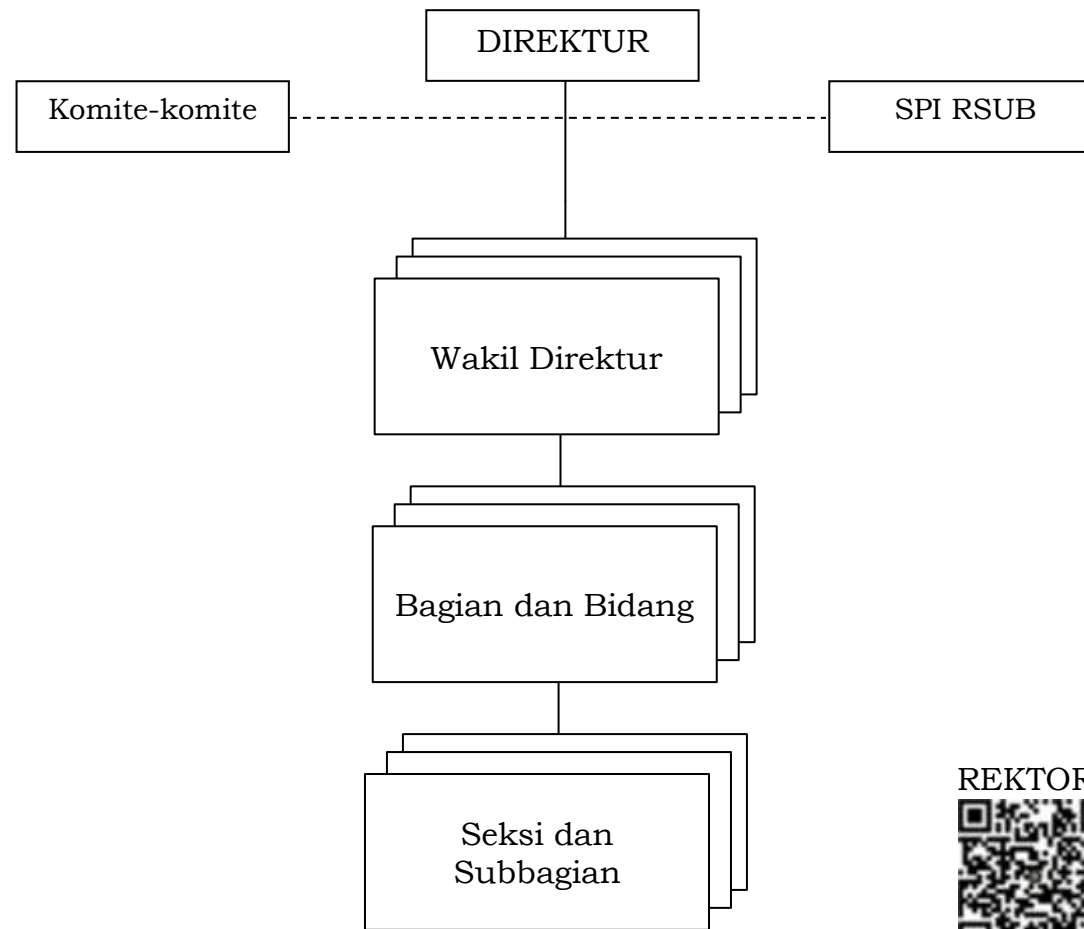 DIREKTUR
Komite-komite
SPI RSUB
Wakil Direktur
Bagian dan Bidang
Seksi dan
Subbagian
REKTOR